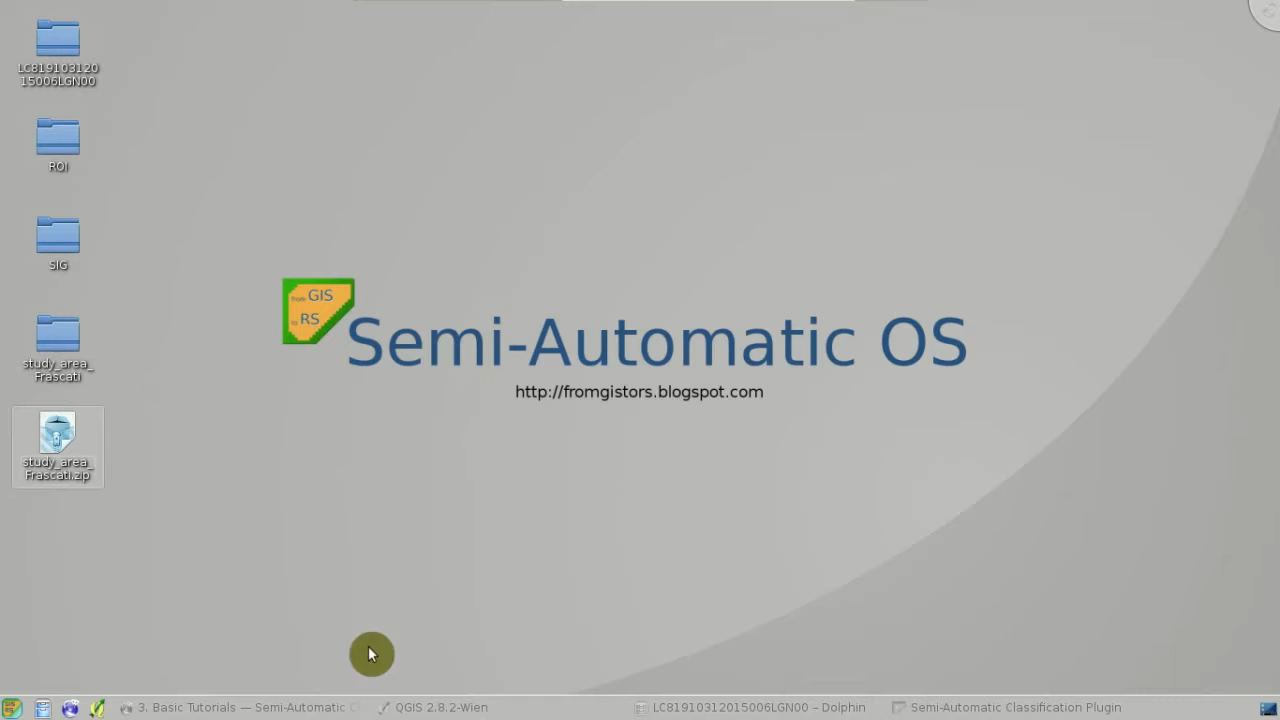 LC819103120
15006LGN00
ROI
SIG
study_area_
Frascati
study_area_
Frascati.zip
from GIS
to RS
Semi-Automatic OS
http://fromgistors.blogspot.com
3. Basic Tutorials — Semi-Automatic C
QGIS 2.8.2-Wien
LC81910312015006LGN00 – Dolphin
Semi-Automatic Classification Plugin